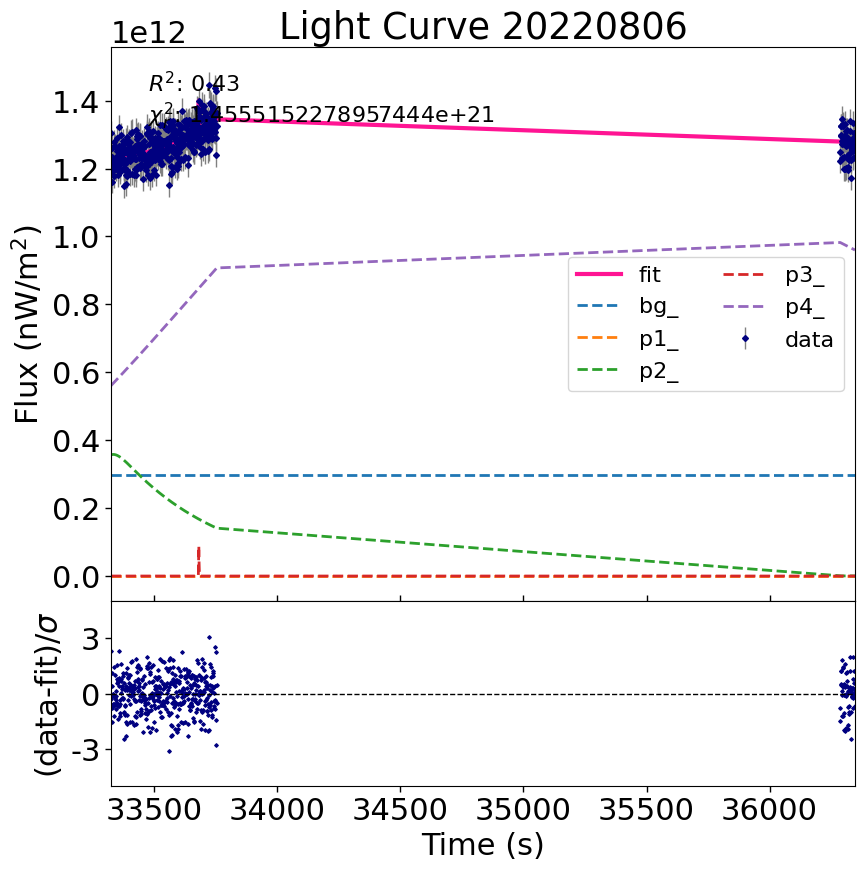 Light Curve 20220806
1e12
R²: 0.43
χ²: 1.4555152278957444e+21
1.4
1.2
1.0
0.8
0.6
0.4
0.2
0.0
Flux (nW/m²)
fit
bg_
p1_
p2_
p3_
p4_
data
3
0
-3
(data-fit)/σ
33500 34000 34500 35000 35500 36000
Time (s)